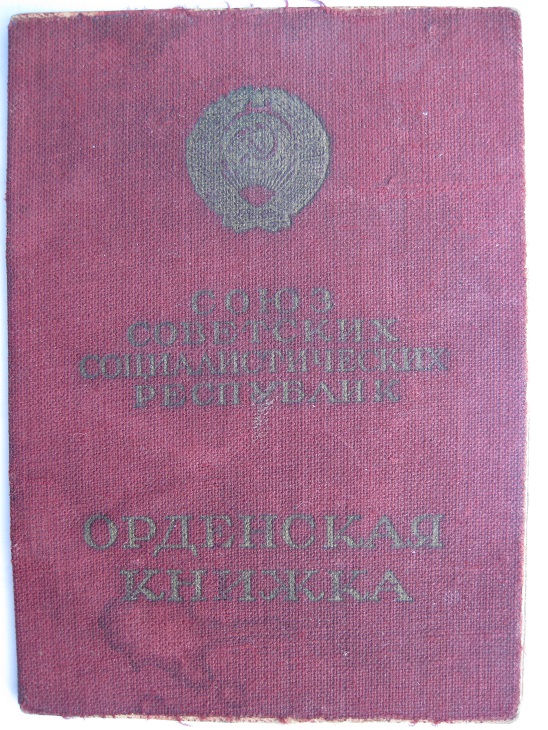 СОЮЗ
СОВЕТСКИХ
СОЦИАЛИСТИЧЕСКИХ
РЕСПУБЛИК
ОРДЕНСКАЯ
КНИЖКА